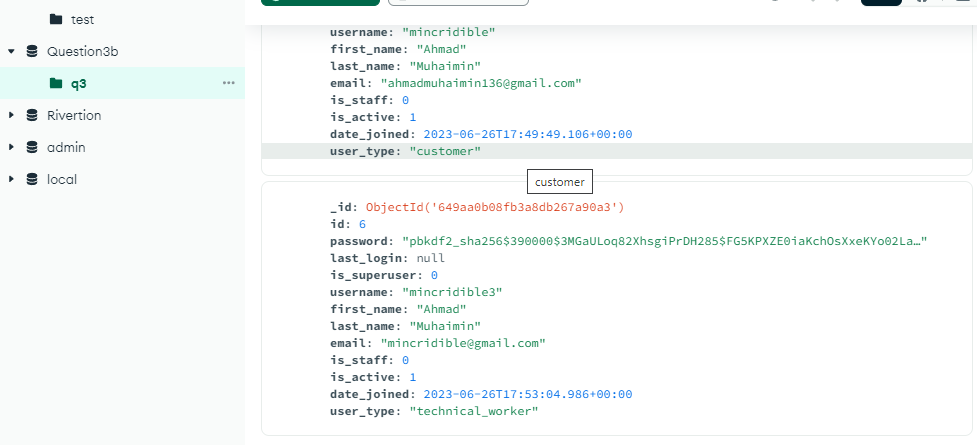 test
Question3b
q3
Rivertion
admin
local
username: "mincridible"
first_name: "Ahmad"
last_name: "Muhaimin"
email: "ahmadmuhaimin136@gmail.com"
is_staff: 0
is_active: 1
date_joined: 2023-06-26T17:49:49.106+00:00
user_type: "customer"
customer
_id: ObjectId('649aa0b08fb3a8db267a90a3')
id: 6
password: "pbkdf2_sha256$390000$3MGaULoq82XhsgiPrDH285$FG5KPXZE0iaKchOsXxeKYo02La…"
last_login: null
is_superuser: 0
username: "mincridible3"
first_name: "Ahmad"
last_name: "Muhaimin"
email: "mincridible@gmail.com"
is_staff: 0
is_active: 1
date_joined: 2023-06-26T17:53:04.986+00:00
user_type: "technical_worker"